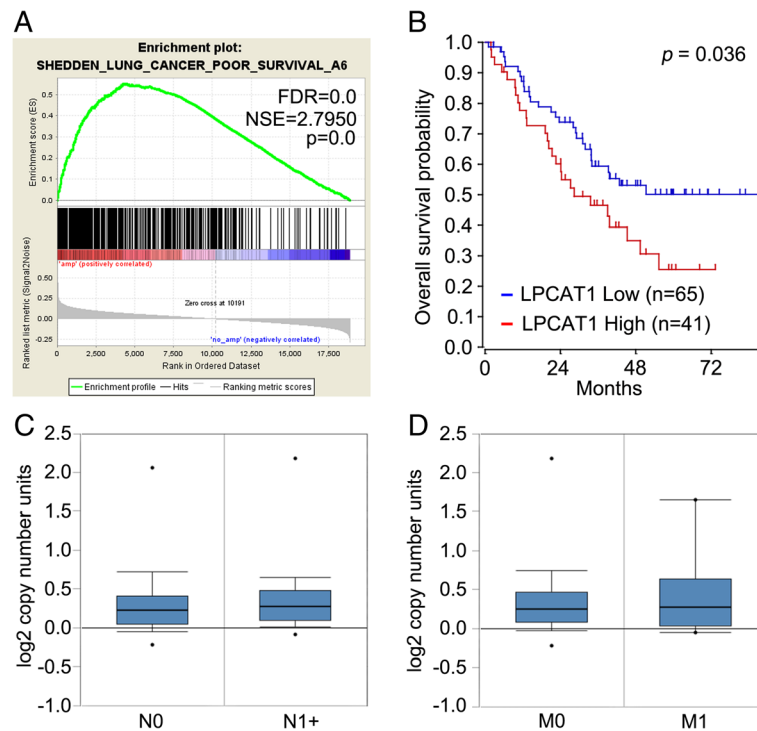 A
Enrichment plot:
SHEDDEN_LUNG_CANCER_POOR_SURVIVAL_A6
Enrichment score (ES)
0.5
0.4
0.3
0.2
0.1
0.0
FDR=0.0
NSE=2.7950
p=0.0
'amp' (positively correlated)
Ranked list metric (Signal2Noise)
0.50
0.25
0.00
-0.25
Zero cross at 10191
'no_amp' (negatively correlated)
0
2,500
5,000
7,500
10,000
12,500
15,000
17,500
Rank in Ordered Dataset
Enrichment profile
Hits
Ranking metric scores
B
Overall survival probability
1.0
0.9
0.8
0.7
0.6
0.5
0.4
0.3
0.2
0.1
0.0
p = 0.036
LPCAT1 Low (n=65)
LPCAT1 High (n=41)
0
24
48
72
Months
C
log2 copy number units
2.5
2.0
1.5
1.0
0.5
0.0
-0.5
-1.0
N0
N1+
D
log2 copy number units
2.5
2.0
1.5
1.0
0.5
0.0
-0.5
-1.0
M0
M1